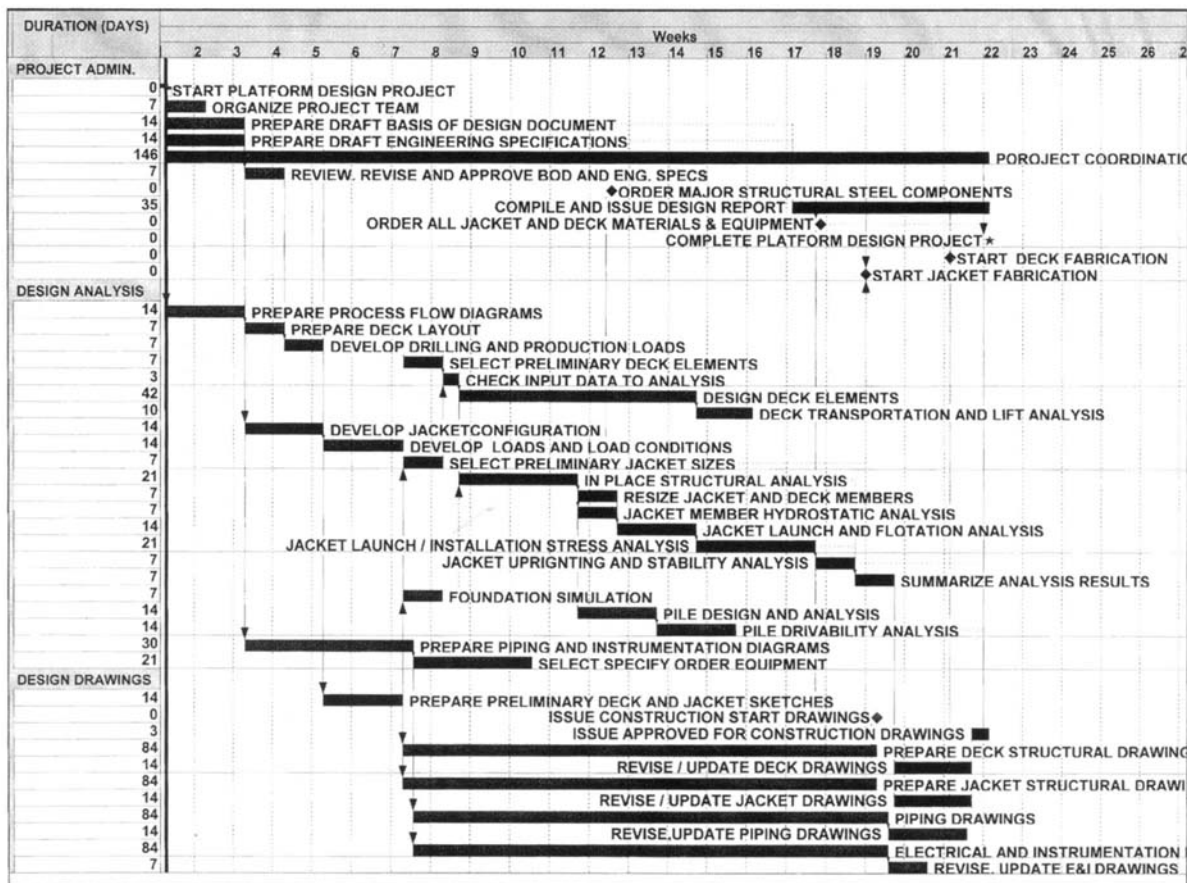 DURATION (DAYS)
Weeks
2 3 4 5 6 7 8 9 10 11 12 13 14 15 16 17 18 19 20 21 22 23 24 25 26
PROJECT ADMIN.
0 START PLATFORM DESIGN PROJECT
7 ORGANIZE PROJECT TEAM
14 PREPARE DRAFT BASIS OF DESIGN DOCUMENT
14 PREPARE DRAFT ENGINEERING SPECIFICATIONS
146 POROJECT COORDINATIO
7 REVIEW. REVISE AND APPROVE BOD AND ENG. SPECS
0 ORDER MAJOR STRUCTURAL STEEL COMPONENTS
35 COMPILE AND ISSUE DESIGN REPORT
0 ORDER ALL JACKET AND DECK MATERIALS & EQUIPMENT
0 COMPLETE PLATFORM DESIGN PROJECT
0 START DECK FABRICATION
0 START JACKET FABRICATION
DESIGN ANALYSIS
14 PREPARE PROCESS FLOW DIAGRAMS
7 PREPARE DECK LAYOUT
7 DEVELOP DRILLING AND PRODUCTION LOADS
7 SELECT PRELIMINARY DECK ELEMENTS
3 CHECK INPUT DATA TO ANALYSIS
42 DESIGN DECK ELEMENTS
10 DECK TRANSPORTATION AND LIFT ANALYSIS
14 DEVELOP JACKETCONFIGURATION
14 DEVELOP LOADS AND LOAD CONDITIONS
7 SELECT PRELIMINARY JACKET SIZES
21 IN PLACE STRUCTURAL ANALYSIS
7 RESIZE JACKET AND DECK MEMBERS
7 JACKET MEMBER HYDROSTATIC ANALYSIS
14 JACKET LAUNCH AND FLOTATION ANALYSIS
21 JACKET LAUNCH / INSTALLATION STRESS ANALYSIS
7 JACKET UPRIGNTING AND STABILITY ANALYSIS
7 SUMMARIZE ANALYSIS RESULTS
7 FOUNDATION SIMULATION
14 PILE DESIGN AND ANALYSIS
14 PILE DRIVABILITY ANALYSIS
30 PREPARE PIPING AND INSTRUMENTATION DIAGRAMS
21 SELECT SPECIFY ORDER EQUIPMENT
DESIGN DRAWINGS
14 PREPARE PRELIMINARY DECK AND JACKET SKETCHES
0 ISSUE CONSTRUCTION START DRAWINGS
3 ISSUE APPROVED FOR CONSTRUCTION DRAWINGS
84 PREPARE DECK STRUCTURAL DRAWING
14 REVISE / UPDATE DECK DRAWINGS
84 PREPARE JACKET STRUCTURAL DRAWI
14 REVISE / UPDATE JACKET DRAWINGS
84 PIPING DRAWINGS
14 REVISE.UPDATE PIPING DRAWINGS
84 ELECTRICAL AND INSTRUMENTATION
7 REVISE. UPDATE E&I DRAWINGS